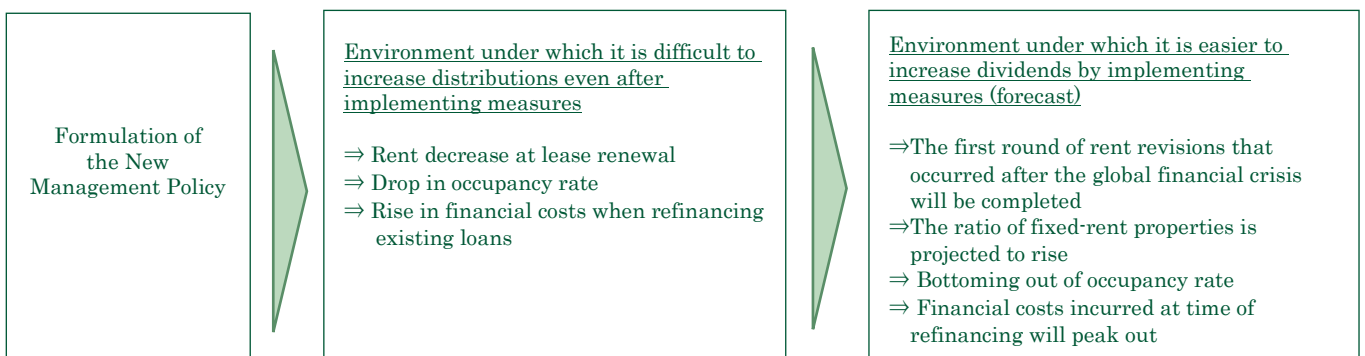 Formulation of
the New
Management Policy
Environment under which it is difficult to
increase distributions even after
implementing measures
⇒ Rent decrease at lease renewal
⇒ Drop in occupancy rate
⇒ Rise in financial costs when refinancing
existing loans
Environment under which it is easier to
increase dividends by implementing
measures (forecast)
⇒The first round of rent revisions that
occurred after the global financial crisis
will be completed
⇒The ratio of fixed-rent properties is
projected to rise
⇒ Bottoming out of occupancy rate
⇒ Financial costs incurred at time of
refinancing will peak out